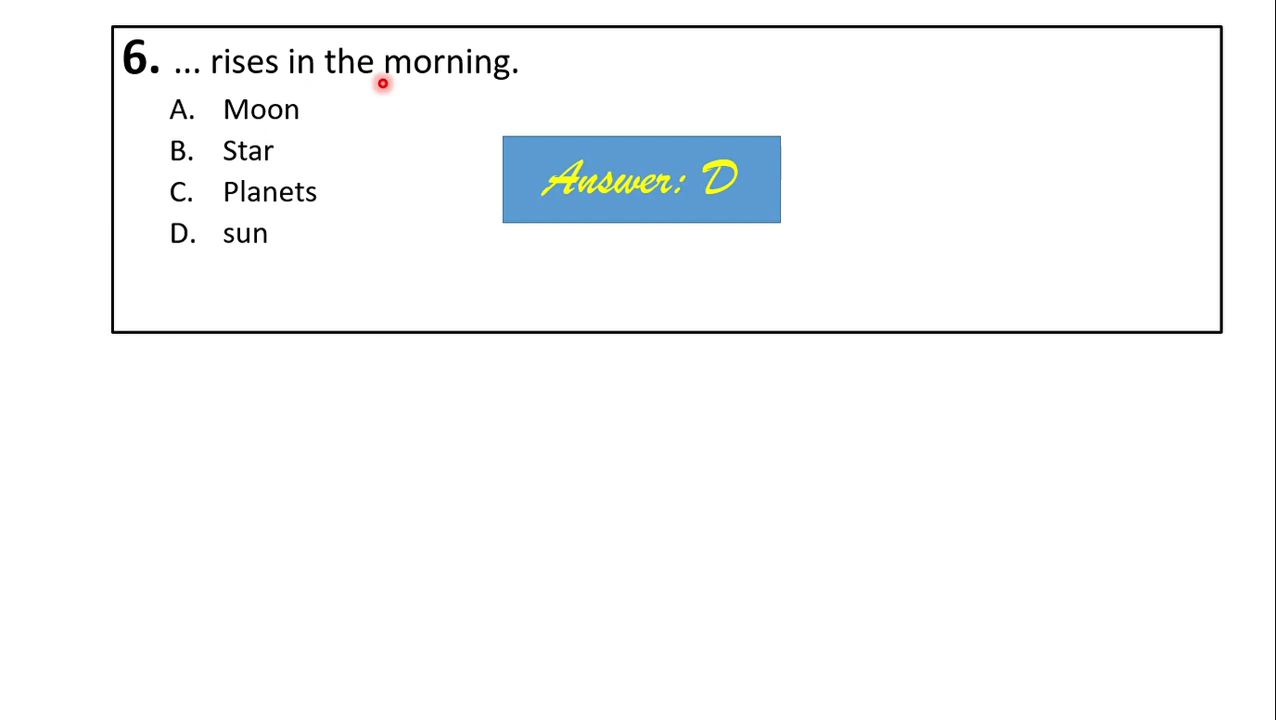 6. ... rises in the morning.
A. Moon
B. Star
C. Planets
D. sun
Answer: D